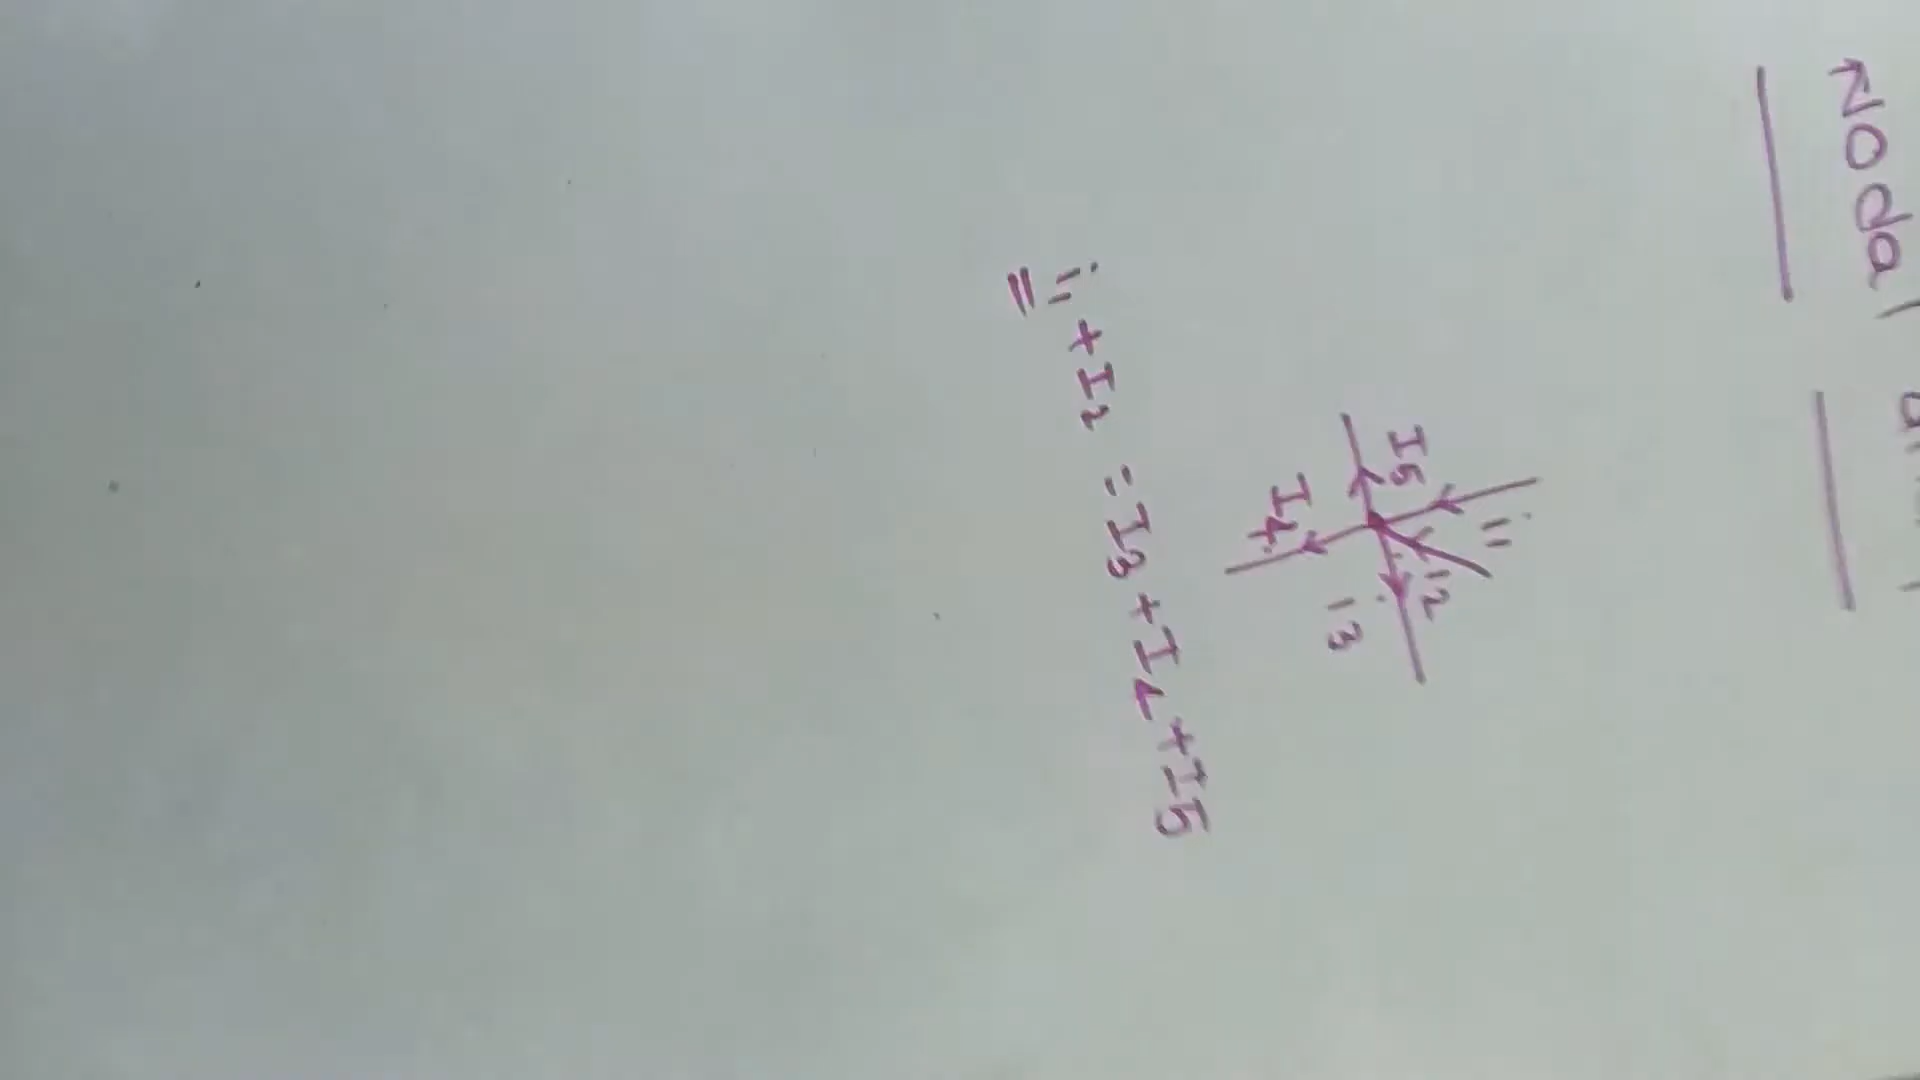 Nodal
i1
I5
i2
I4
i3
i1 + I2 = I3 + I4 + I5